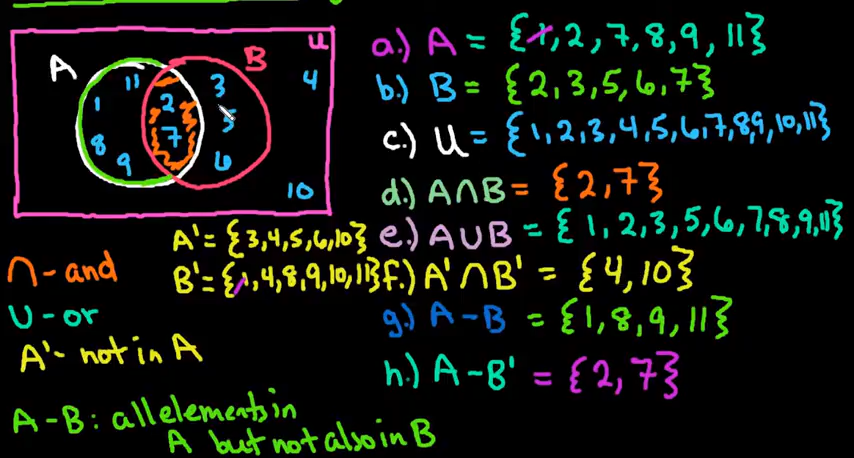 A
B
U
1
11
8
9
2
7
3
5
6
4
10
a.) A = {1, 2, 7, 8, 9, 11}
b.) B = {2, 3, 5, 6, 7}
c.) U = {1, 2, 3, 4, 5, 6, 7, 8, 9, 10, 11}
d.) A∩B = {2, 7}
e.) A∪B = {1, 2, 3, 5, 6, 7, 8, 9, 11}
f.) A'∩B' = {4, 10}
g.) A-B = {1, 8, 9, 11}
h.) A-B' = {2, 7}
A' = {3, 4, 5, 6, 10}
B' = {1, 4, 8, 9, 10, 11}
∩ - and
U - or
A' - not in A
A-B: all elements in
A but not also in B